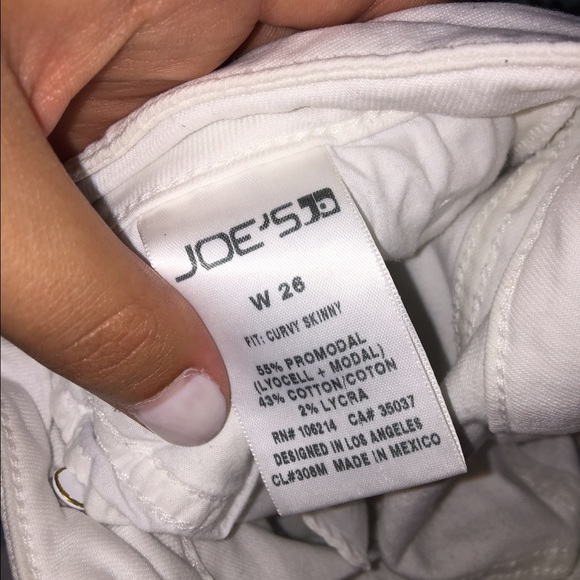 JOE'S JD
W 26
FIT: CURVY SKINNY
55% PROMODAL
(LYOCELL + MODAL)
43% COTTON/COTON
2% LYCRA
RN# 106214 CA# 35037
DESIGNED IN LOS ANGELES
CL#308M MADE IN MEXICO